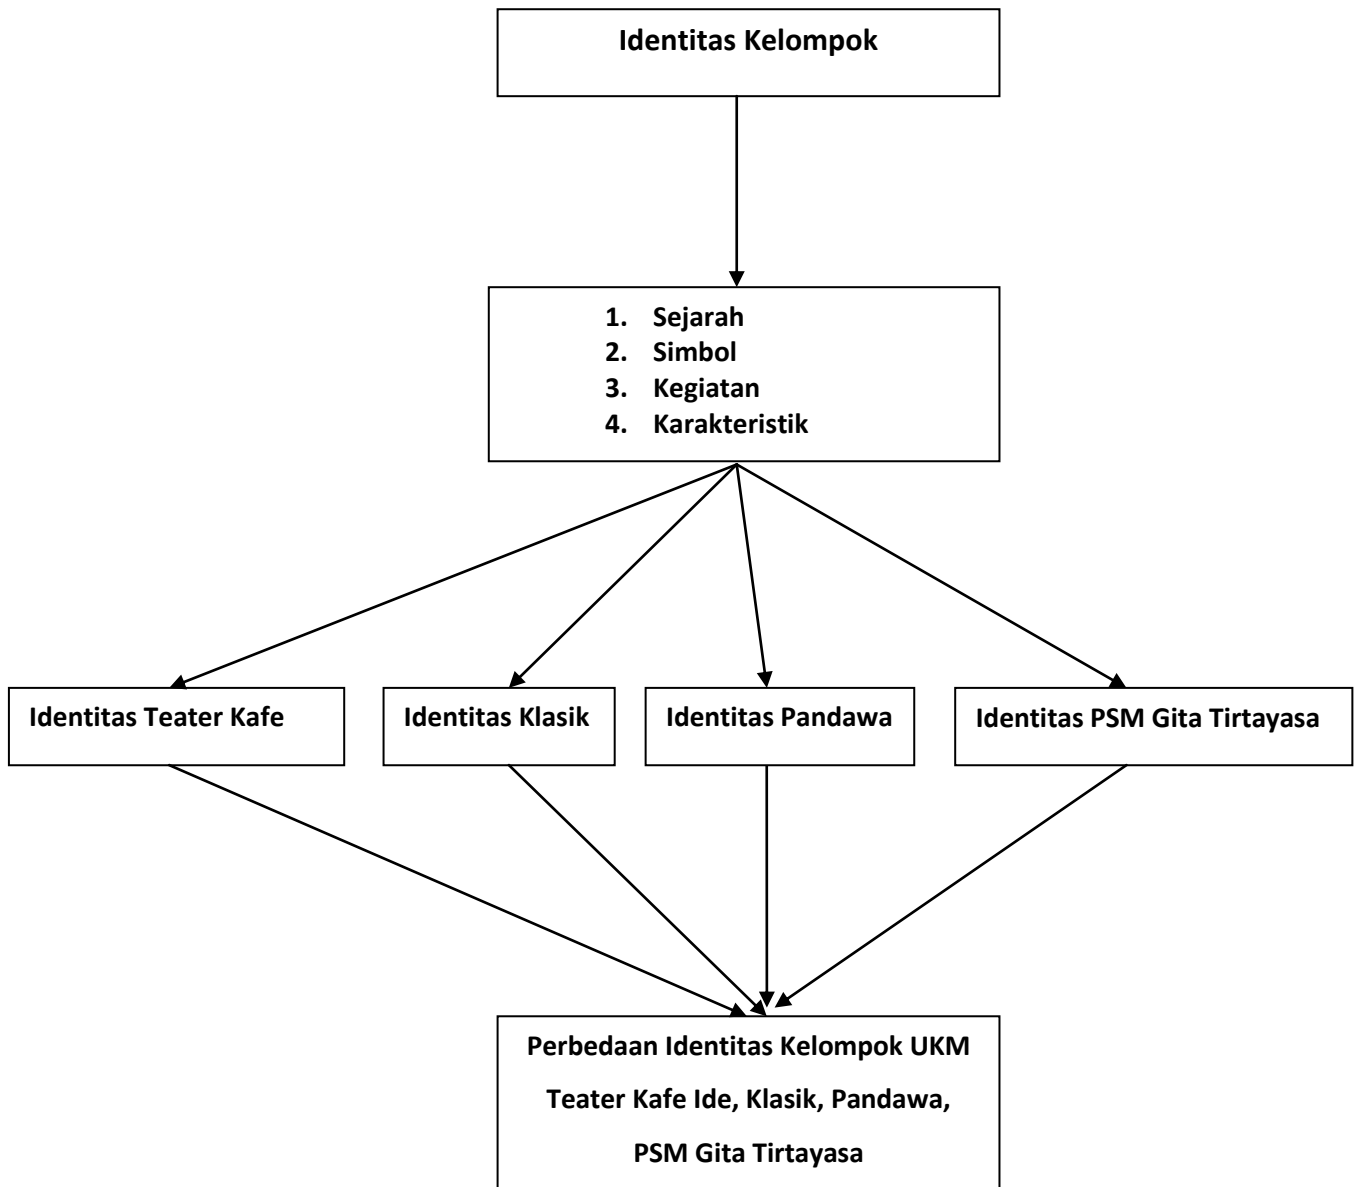 Identitas Kelompok
1. Sejarah
2. Simbol
3. Kegiatan
4. Karakteristik
Identitas Teater Kafe
Identitas Klasik
Identitas Pandawa
Identitas PSM Gita Tirtayasa
Perbedaan Identitas Kelompok UKM
Teater Kafe Ide, Klasik, Pandawa,
PSM Gita Tirtayasa